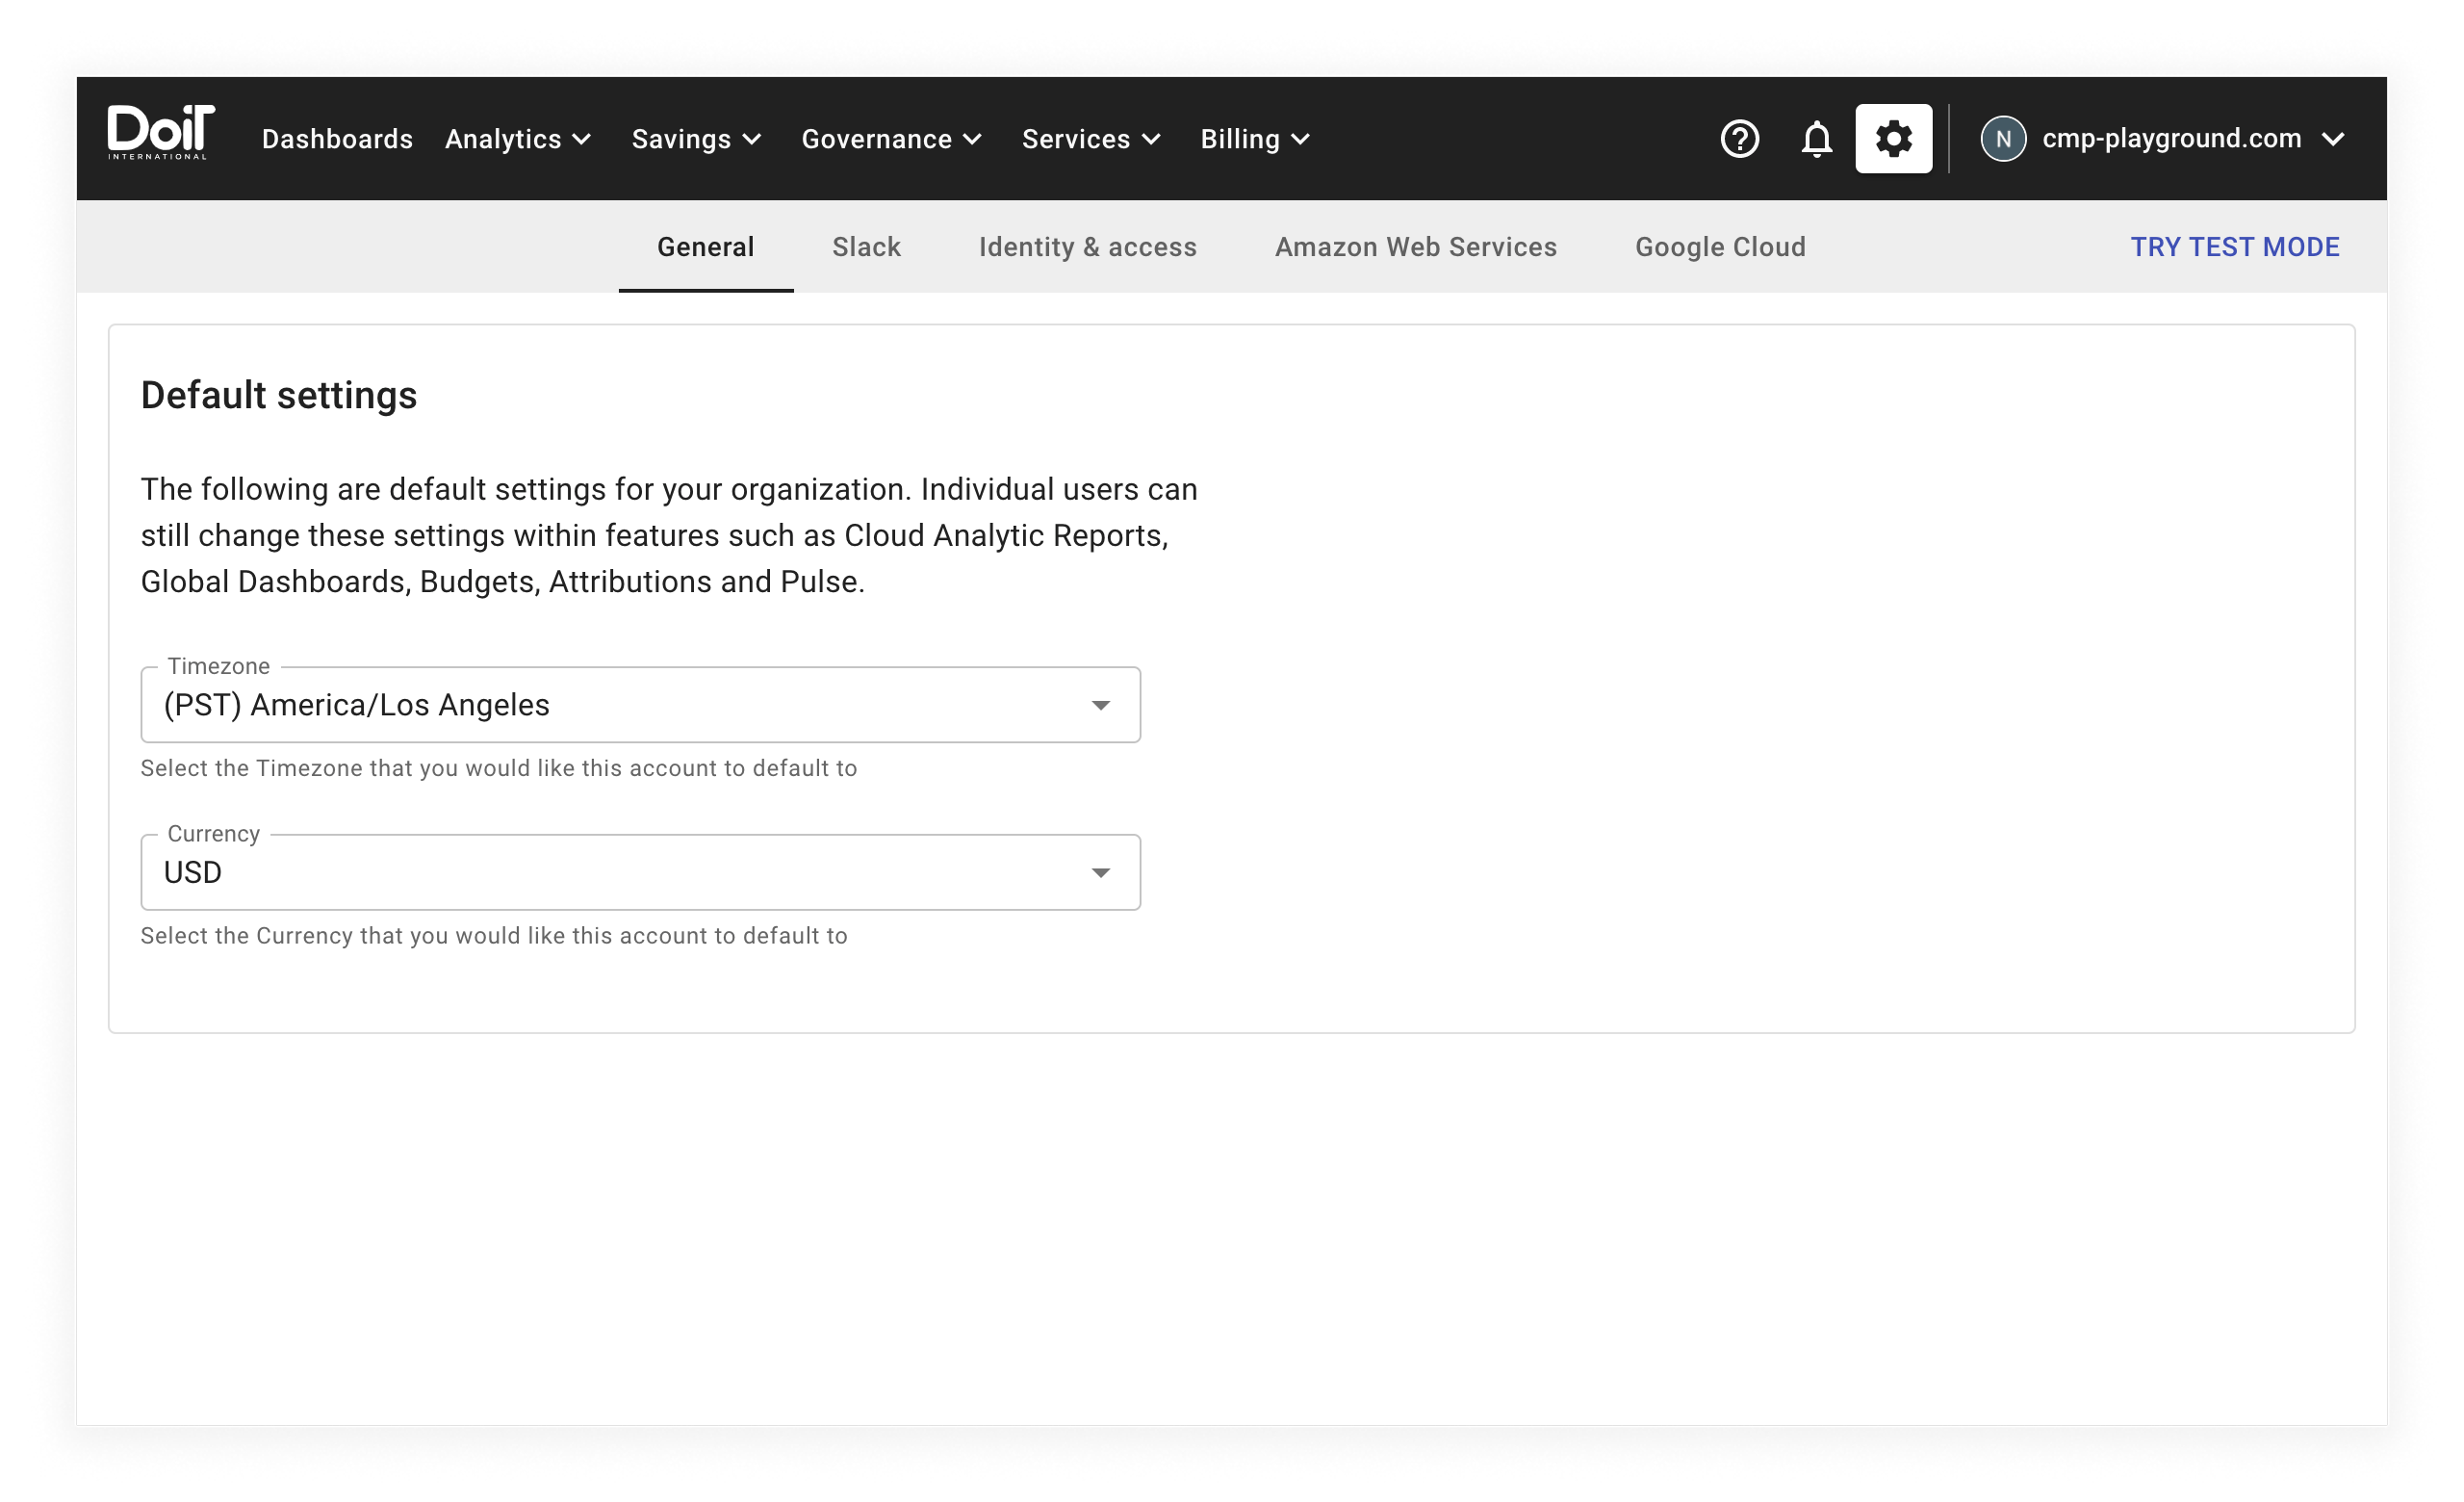 DoiT
INTERNATIONAL
Dashboards Analytics Savings Governance Services Billing N cmp-playground.com
General Slack Identity & access Amazon Web Services Google Cloud TRY TEST MODE
Default settings
The following are default settings for your organization. Individual users can
still change these settings within features such as Cloud Analytic Reports,
Global Dashboards, Budgets, Attributions and Pulse.
Timezone
(PST) America/Los Angeles
Select the Timezone that you would like this account to default to
Currency
USD
Select the Currency that you would like this account to default to